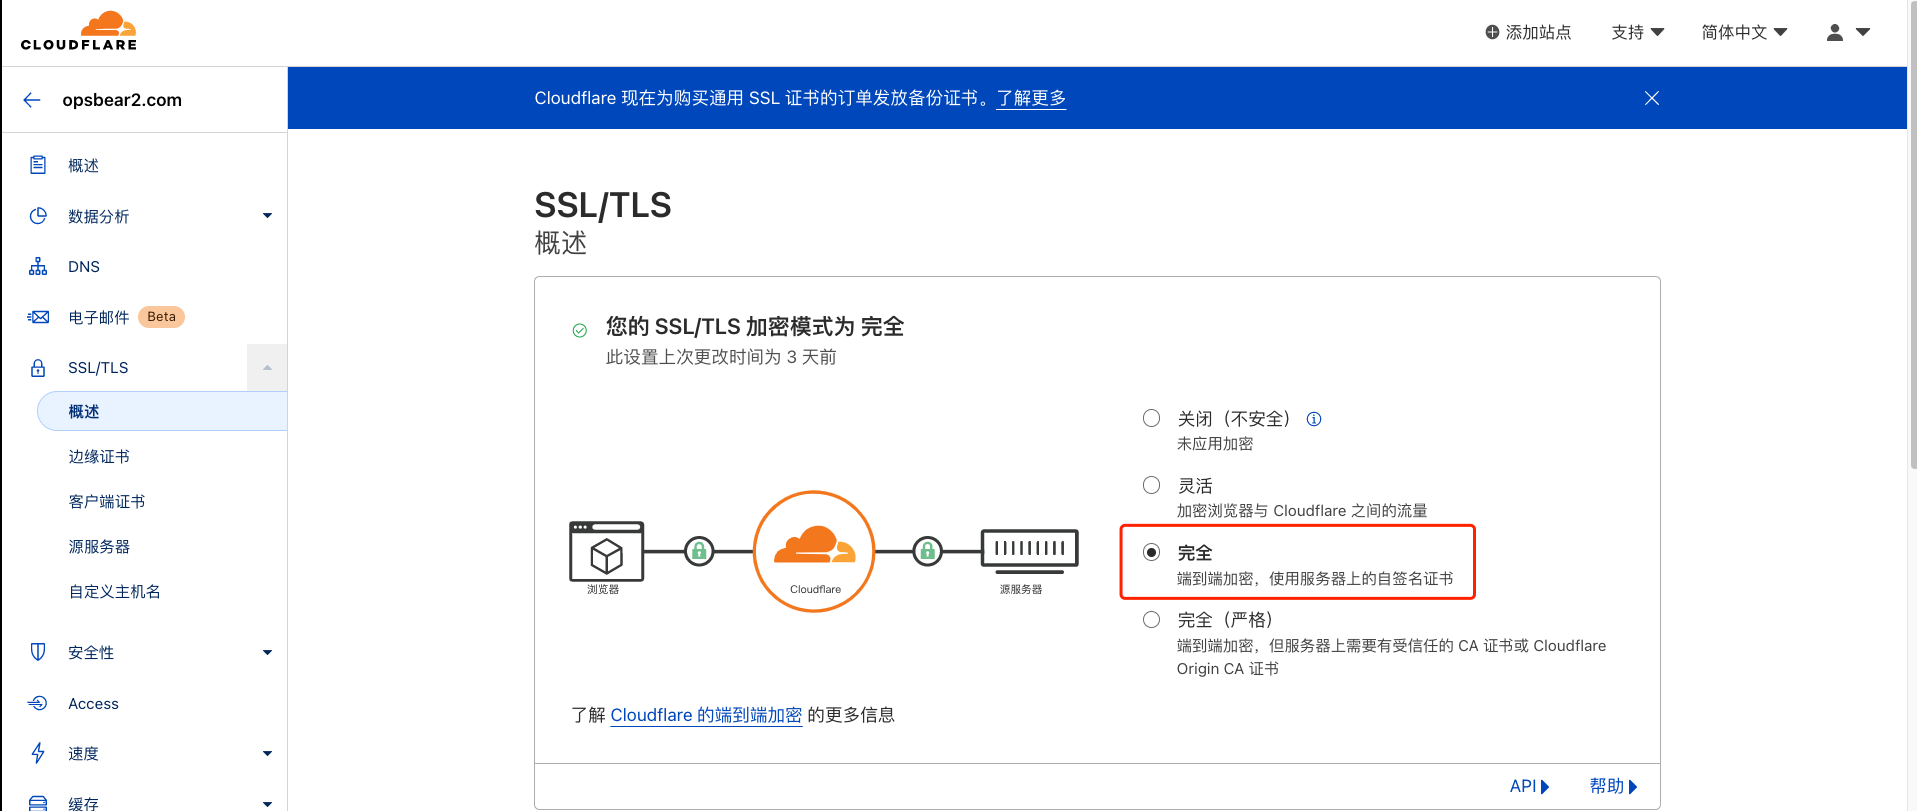 CLOUDFLARE
添加站点
支持
简体中文
opsbear2.com
Cloudflare 现在为购买通用 SSL 证书的订单发放备份证书。了解更多
概述
数据分析
DNS
电子邮件 Beta
SSL/TLS
概述
边缘证书
客户端证书
源服务器
自定义主机名
安全性
Access
速度
缓存
SSL/TLS
概述
您的 SSL/TLS 加密模式为 完全
此设置上次更改时间为 3 天前
浏览器
Cloudflare
源服务器
关闭（不安全）
未应用加密
灵活
加密浏览器与 Cloudflare 之间的流量
完全
端到端加密，使用服务器上的自签名证书
完全（严格）
端到端加密，但服务器上需要有受信任的 CA 证书或 Cloudflare
Origin CA 证书
了解 Cloudflare 的端到端加密 的更多信息
API
帮助